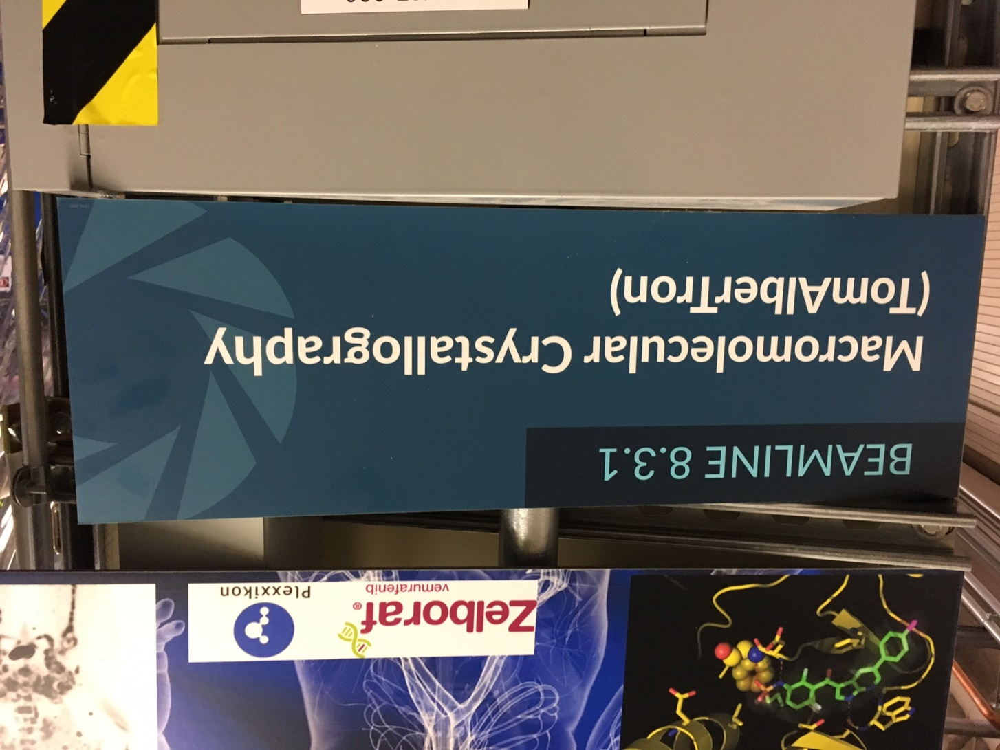 Zelboraf®
vemurafenib
Plexxikon
BEAMLINE 8.3.1
Macromolecular Crystallography
(TomAlberTron)